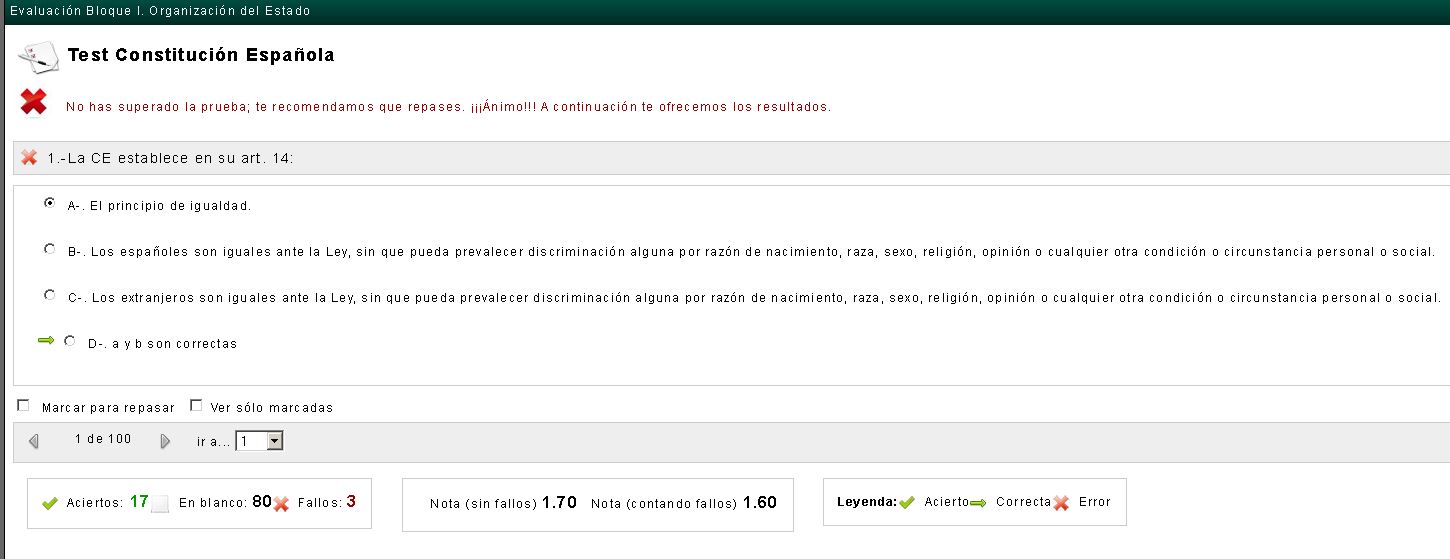 Evaluación Bloque I. Organización del Estado
Test Constitución Española
No has superado la prueba; te recomendamos que repases. ¡¡¡Ánimo!!! A continuación te ofrecemos los resultados.
1.-La CE establece en su art. 14:
A-. El principio de igualdad.
B-. Los españoles son iguales ante la Ley, sin que pueda prevalecer discriminación alguna por razón de nacimiento, raza, sexo, religión, opinión o cualquier otra condición o circunstancia personal o social.
C-. Los extranjeros son iguales ante la Ley, sin que pueda prevalecer discriminación alguna por razón de nacimiento, raza, sexo, religión, opinión o cualquier otra condición o circunstancia personal o social.
D-. a y b son correctas
Marcar para repasar Ver sólo marcadas
1 de 100 ir a... 1
Aciertos: 17 En blanco: 80 Fallos: 3 Nota (sin fallos) 1.70 Nota (contando fallos) 1.60 Leyenda: Acierto Correcta Error